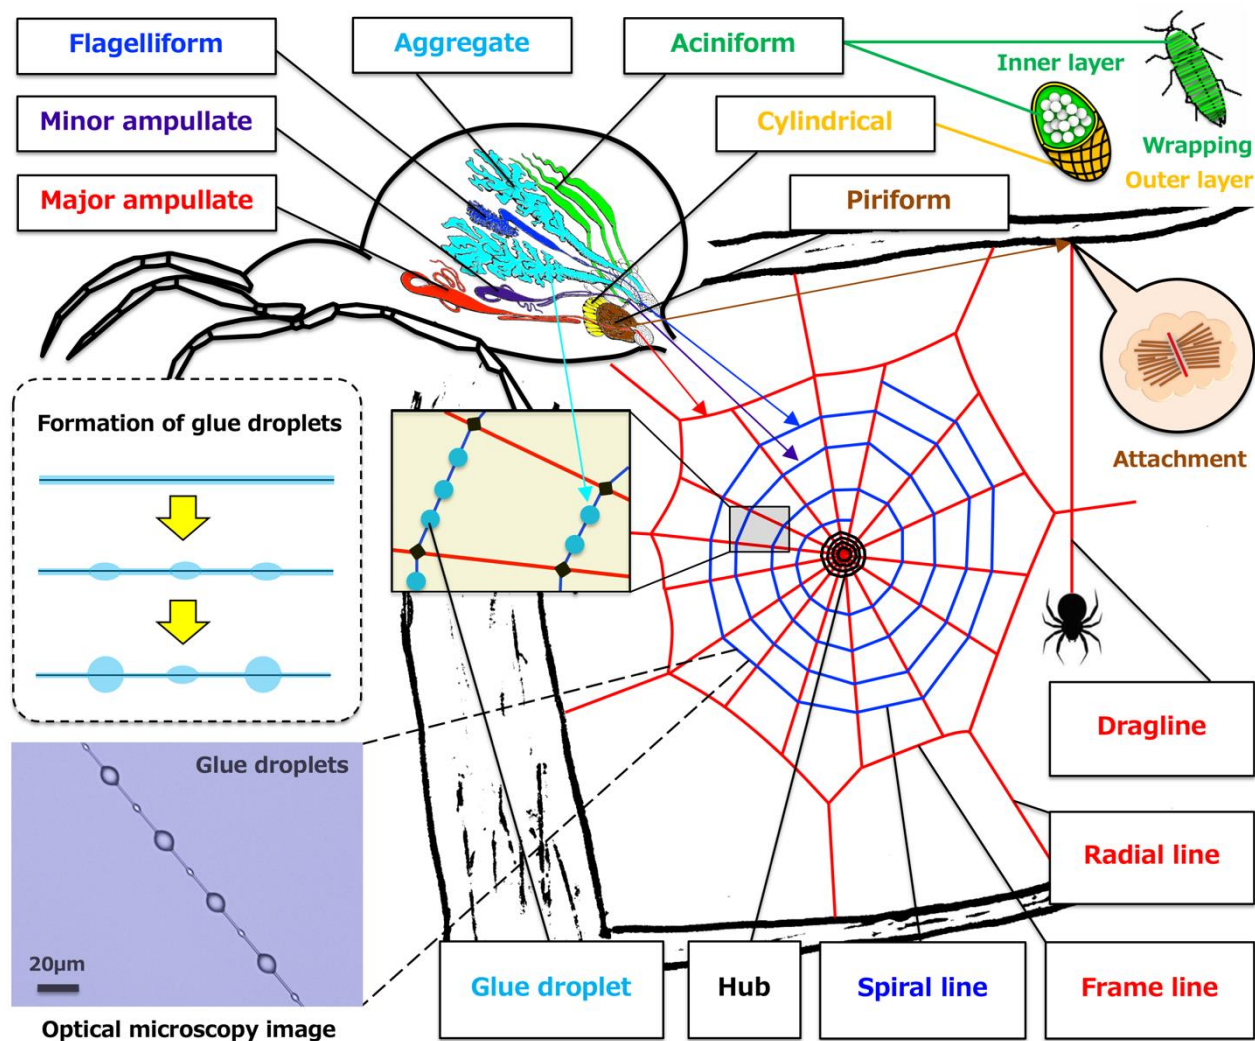 Flagelliform
Aggregate
Aciniform
Inner layer
Minor ampullate
Cylindrical
Wrapping
Outer layer
Major ampullate
Piriform
Formation of glue droplets
Attachment
Dragline
Glue droplets
Radial line
20μm
Glue droplet
Hub
Spiral line
Frame line
Optical microscopy image